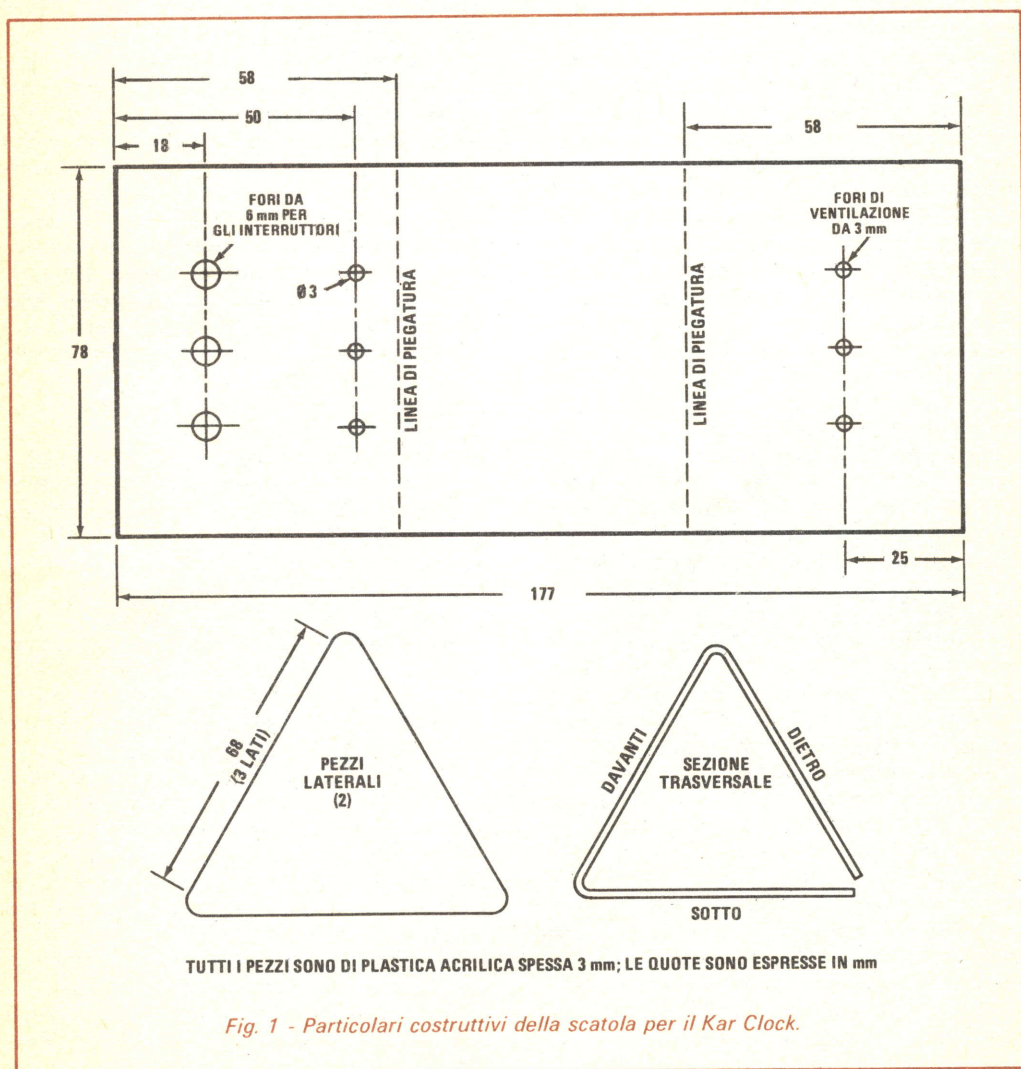 58
50
58
18
FORI DA
6 mm PER
GLI INTERRUTTORI
FORI DI
VENTILAZIONE
DA 3 mm
Ø3
LINEA DI PIEGATURA
LINEA DI PIEGATURA
78
25
177
68
(3 LATI)
PEZZI
LATERALI
(2)
DAVANTI
DIETRO
SEZIONE
TRASVERSALE
SOTTO
TUTTI I PEZZI SONO DI PLASTICA ACRILICA SPESSA 3 mm; LE QUOTE SONO ESPRESSE IN mm
Fig. 1 - Particolari costruttivi della scatola per il Kar Clock.